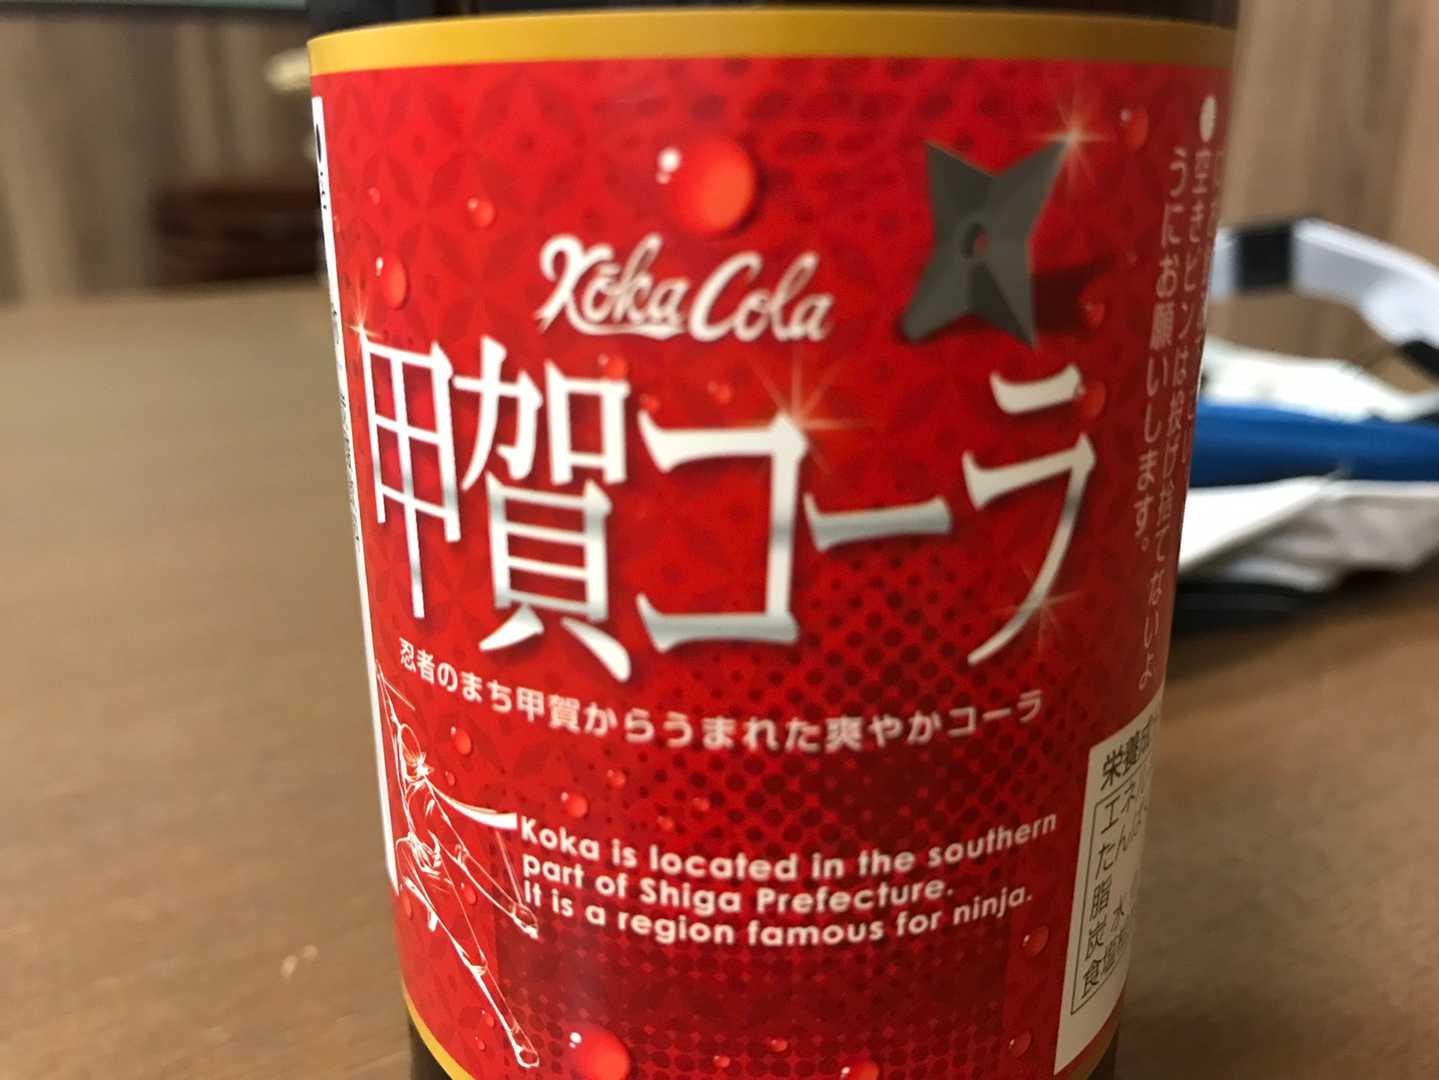 Kōka Cola
甲賀コーラ
忍者のまち甲賀からうまれた爽やかコーラ
Koka is located in the southern
part of Shiga Prefecture.
It is a region famous for ninja.
●空きビンは投げ捨てないよ
うにお願いします。
栄養成
エネル
たんぱ
脂
炭水
食塩